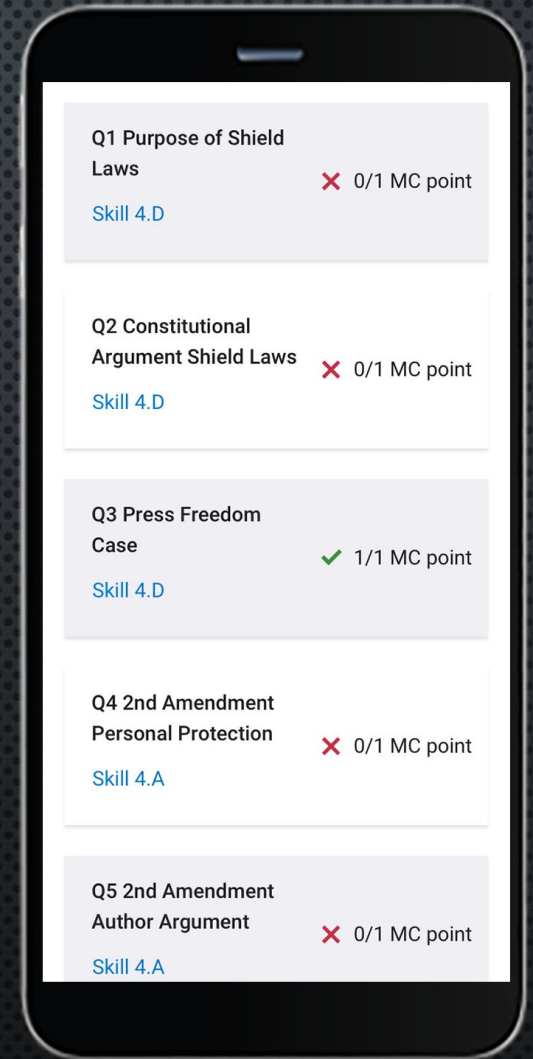 Q1 Purpose of Shield
Laws
0/1 MC point
Skill 4.D
Q2 Constitutional
Argument Shield Laws
0/1 MC point
Skill 4.D
Q3 Press Freedom
Case
1/1 MC point
Skill 4.D
Q4 2nd Amendment
Personal Protection
0/1 MC point
Skill 4.A
Q5 2nd Amendment
Author Argument
0/1 MC point
Skill 4.A